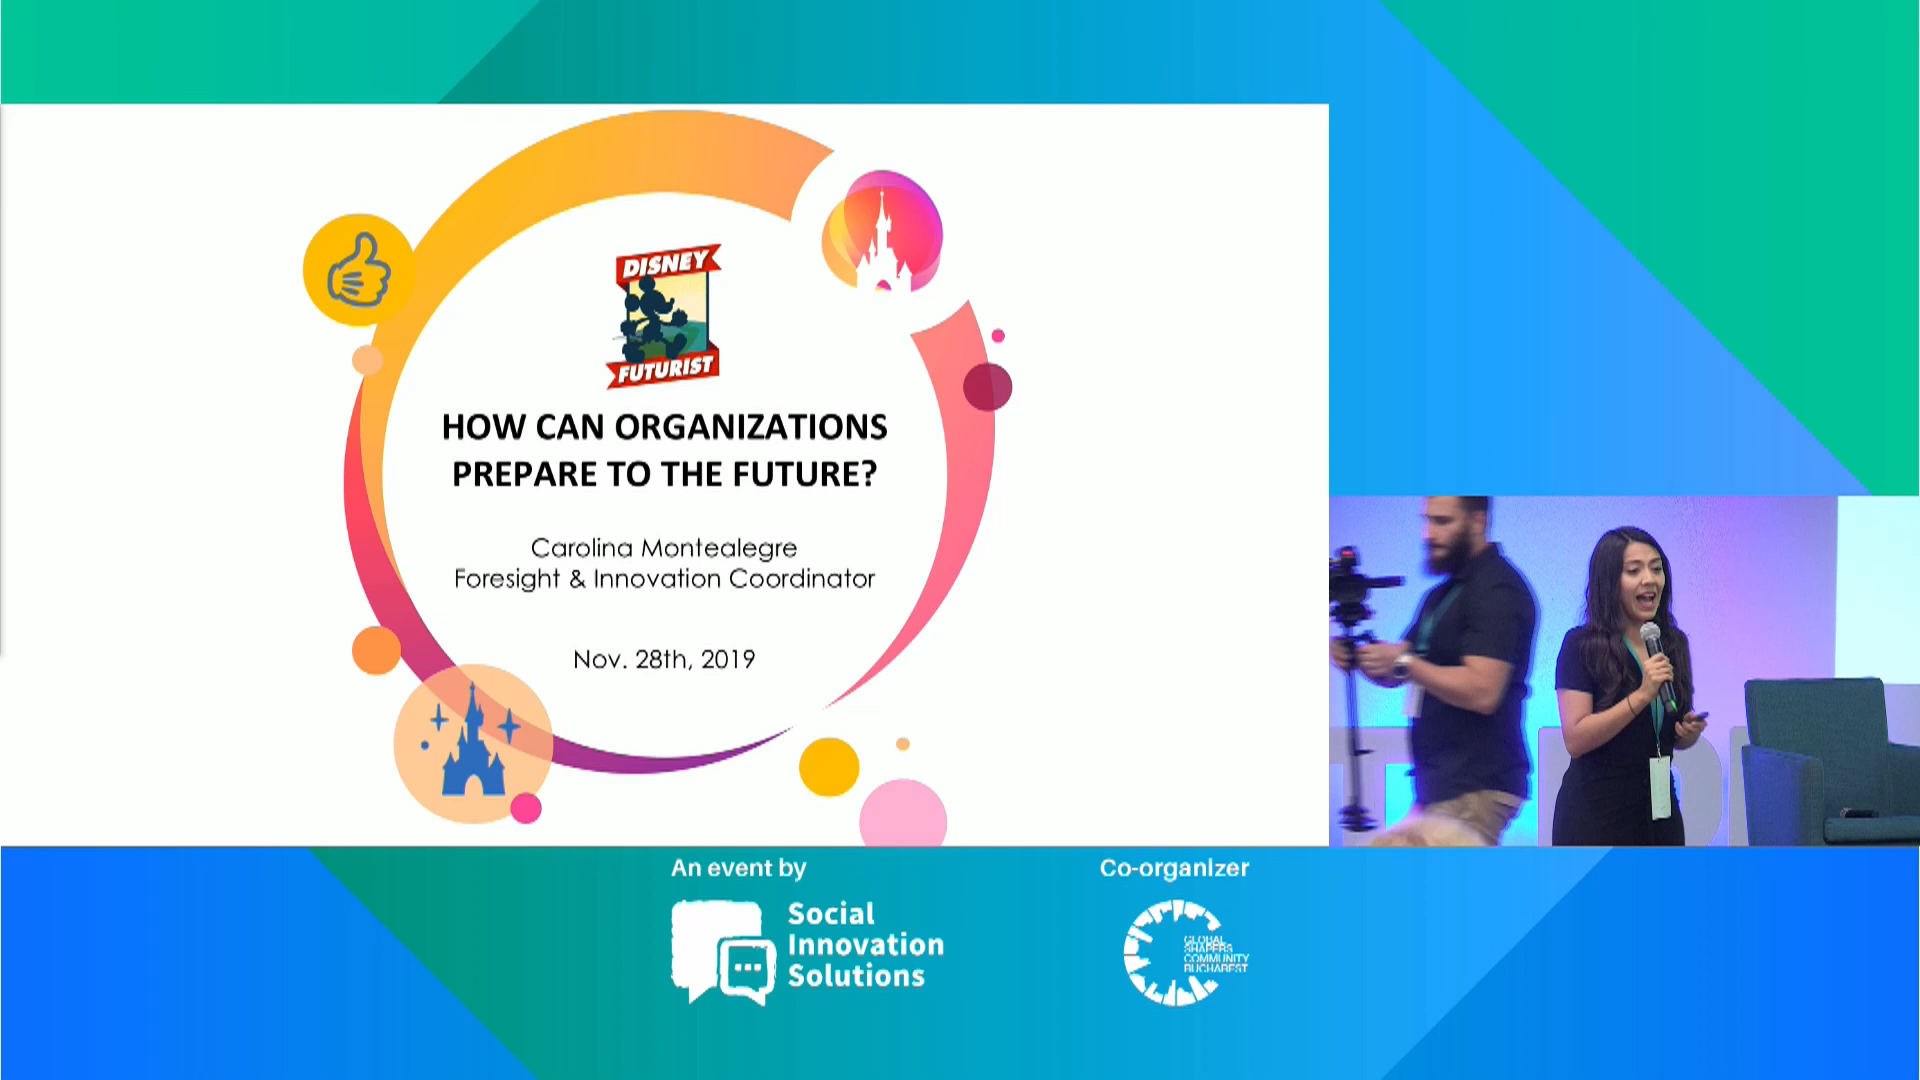 DISNEY
FUTURIST
HOW CAN ORGANIZATIONS
PREPARE TO THE FUTURE?
Carolina Montealegre
Foresight & Innovation Coordinator
Nov. 28th, 2019
An event by
Social
Innovation
Solutions
Co-organizer
GLOBAL
SHAPERS
COMMUNITY
BUCHAREST